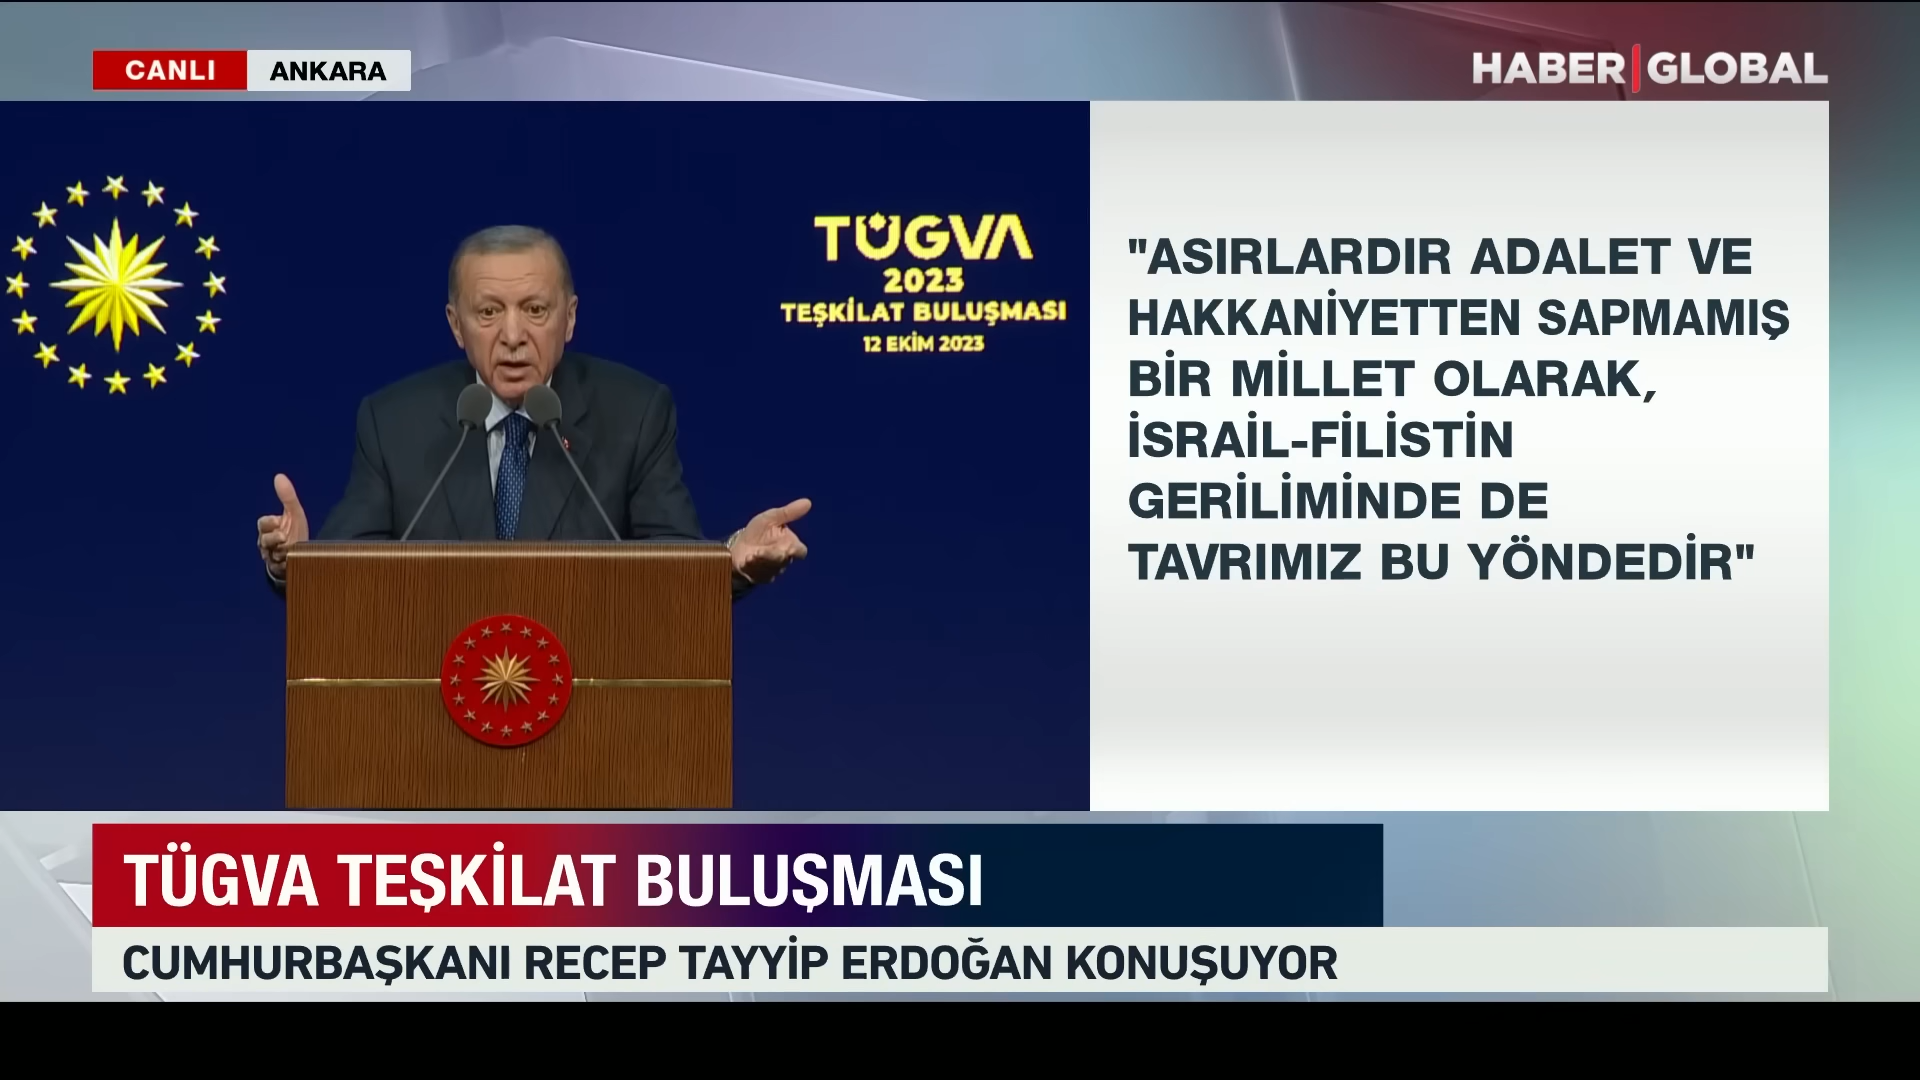 CANLI ANKARA
HABER GLOBAL
TÜGVA
2023
TEŞKİLAT BULUŞMASI
12 EKİM 2023
"ASIRLARDIR ADALET VE
HAKKANİYETTEN SAPMAMIŞ
BİR MİLLET OLARAK,
İSRAİL-FİLİSTİN
GERİLİMİNDE DE
TAVRIMIZ BU YÖNDEDİR"
TÜGVA TEŞKİLAT BULUŞMASI
CUMHURBAŞKANI RECEP TAYYİP ERDOĞAN KONUŞUYOR